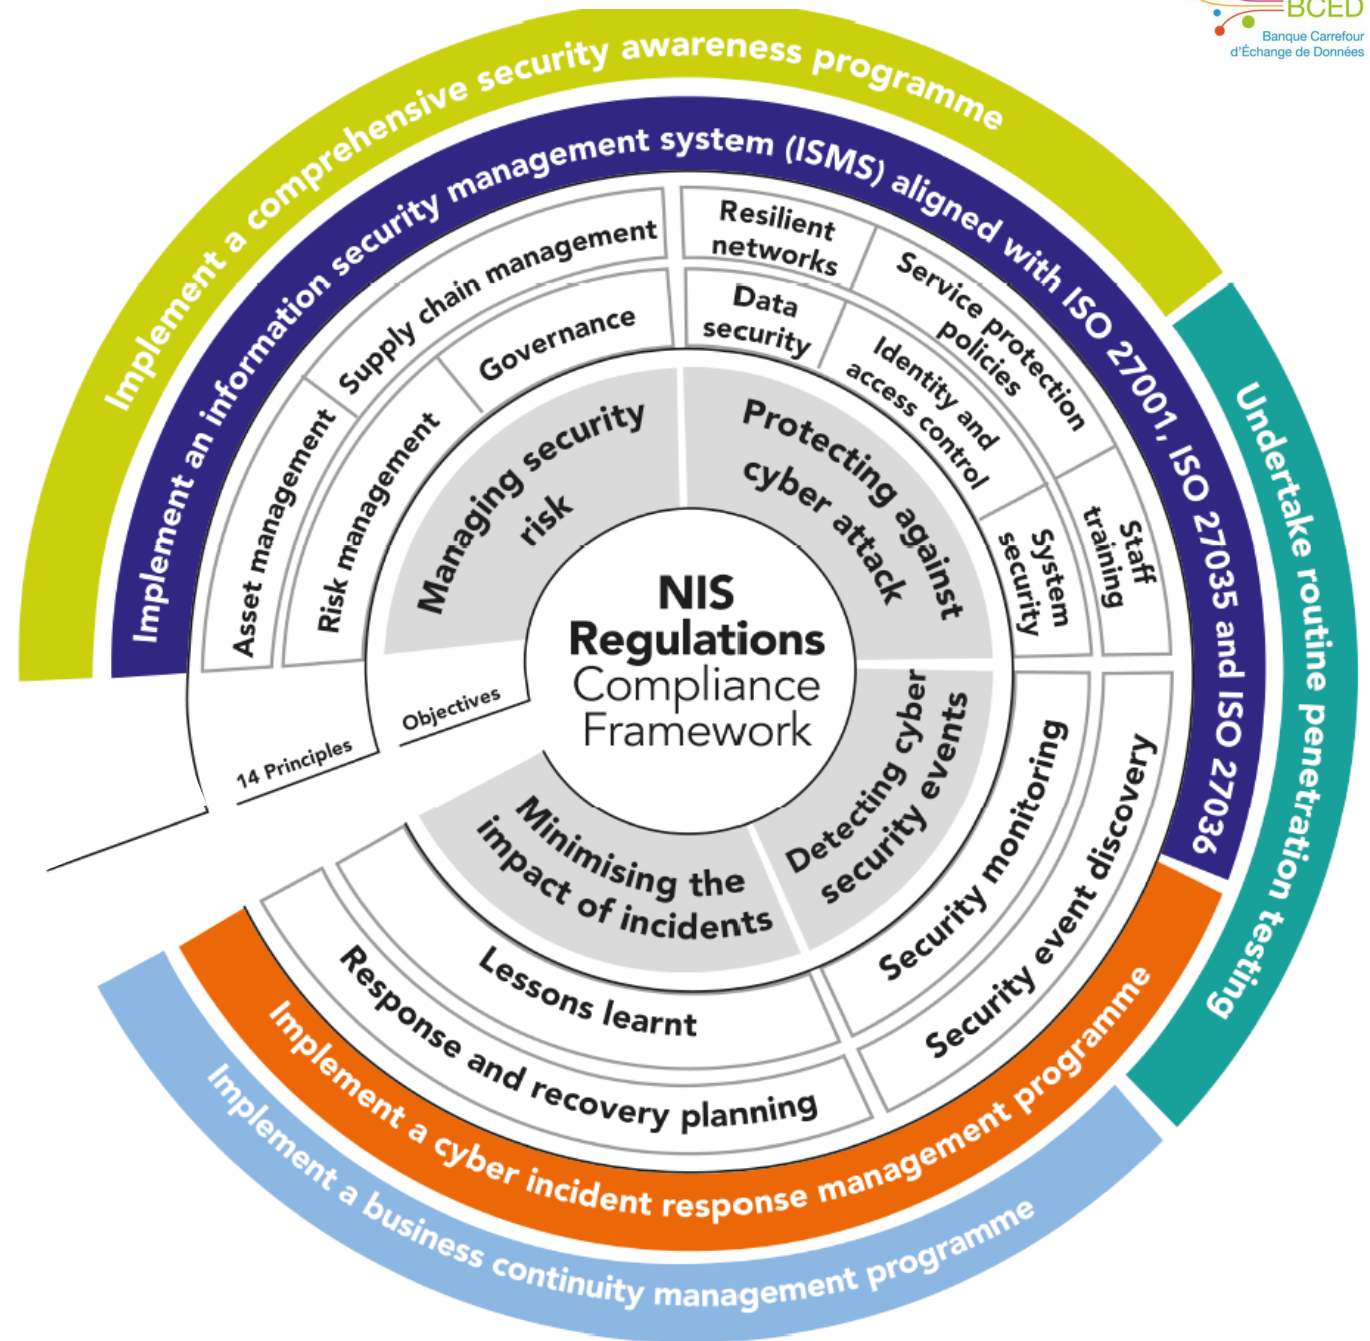 BCED
Banque Carrefour
d'Échange de Données
Implement a comprehensive security awareness programme
Undertake routine penetration testing
Implement an information security management system (ISMS) aligned with ISO 27001, ISO 27035 and ISO 27036
Supply chain management
Asset management
Governance
Risk management
Resilient
networks
Service protection
policies
Data
security
Identity and
access control
Staff
training
System
security
Managing security
risk
Protecting against
cyber attack
NIS
Regulations
Compliance
Framework
Objectives
14 Principles
Detecting cyber
security events
Security monitoring
Security event discovery
Minimising the
impact of incidents
Lessons learnt
Response and recovery planning
Implement a cyber incident response management programme
Implement a business continuity management programme